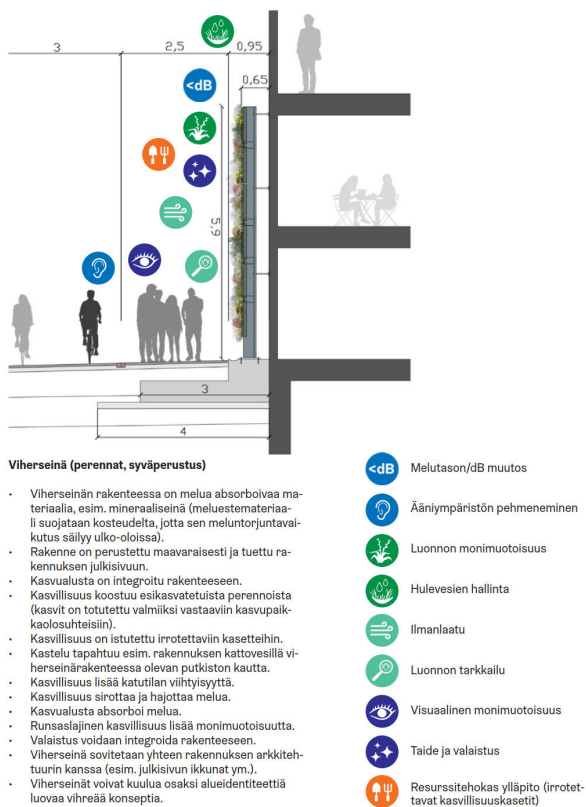 3
2,5
0,95
<dB
0,65
5,9
3
4
Viherseinä (perennat, syväperustus)
• Viherseinän rakenteessa on melua absorboivaa ma-
teriaalia, esim. mineraaliseinä (meluestemateriaa-
li suojataan kosteudelta, jotta sen meluntorjuntavai-
kutus säilyy ulko-oloissa).
• Rakenne on perustettu maavaraisesti ja tuettu ra-
kennuksen julkisivuun.
• Kasvualusta on integroitu rakenteeseen.
• Kasvillisuus koostuu esikasvatetuista perennoista
(kasvit on totutettu valmiiksi vastaaviin kasvupaik-
kaolosuhteisiin).
• Kasvillisuus on istutettu irrotettaviin kasetteihin.
• Kastelu tapahtuu esim. rakennuksen kattovesillä vi-
herseinärakenteessa olevan putkiston kautta.
• Kasvillisuus lisää katutilan viihtyisyyttä.
• Kasvillisuus sirottaa ja hajottaa melua.
• Kasvualusta absorboi melua.
• Runsaslajinen kasvillisuus lisää monimuotoisuutta.
• Valaistus voidaan integroida rakenteeseen.
• Viherseinä sovitetaan yhteen rakennuksen arkkiteh-
tuurin kanssa (esim. julkisivun ikkunat ym.).
• Viherseinät voivat kuulua osaksi alueidentiteettiä
luovaa vihreää konseptia.
<dB Melutason/dB muutos
Ääniympäristön pehmeneminen
Luonnon monimuotoisuus
Hulevesien hallinta
Ilmanlaatu
Luonnon tarkkailu
Visuaalinen monimuotoisuus
Taide ja valaistus
Resurssitehokas ylläpito (irrotet-
tavat kasvillisuuskasetit)